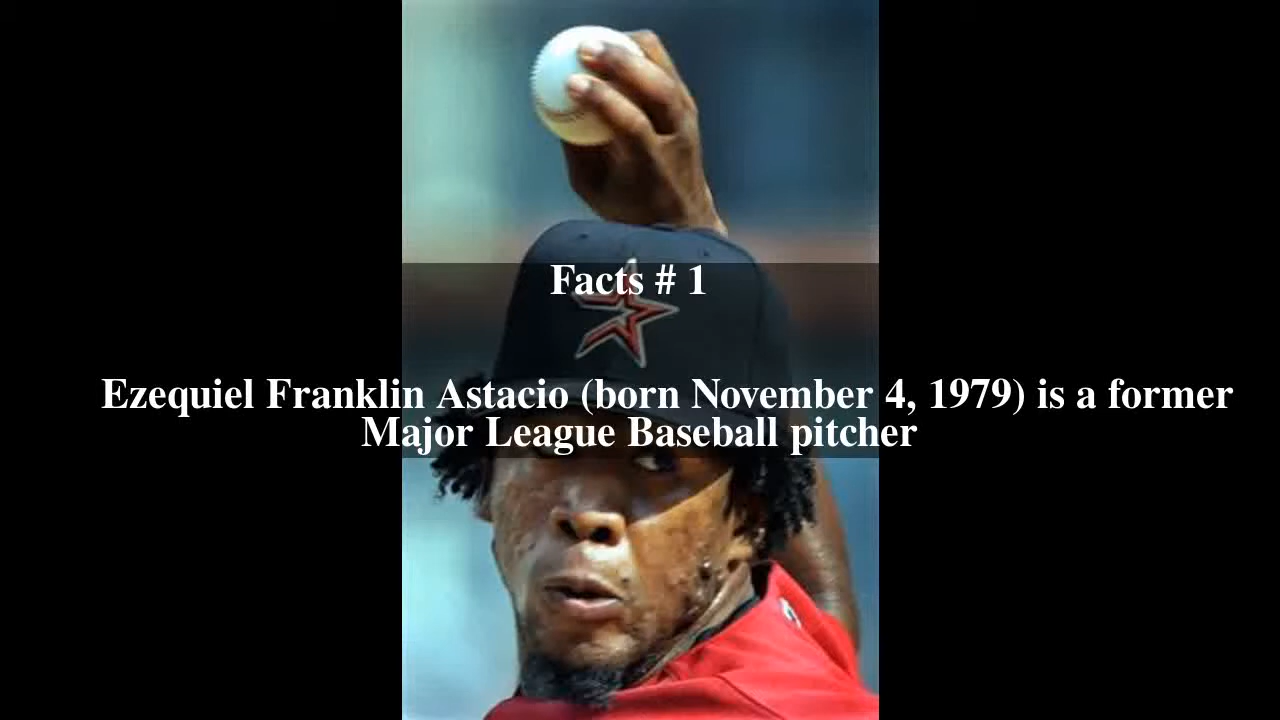 Facts # 1
Ezequiel Franklin Astacio (born November 4, 1979) is a former
Major League Baseball pitcher